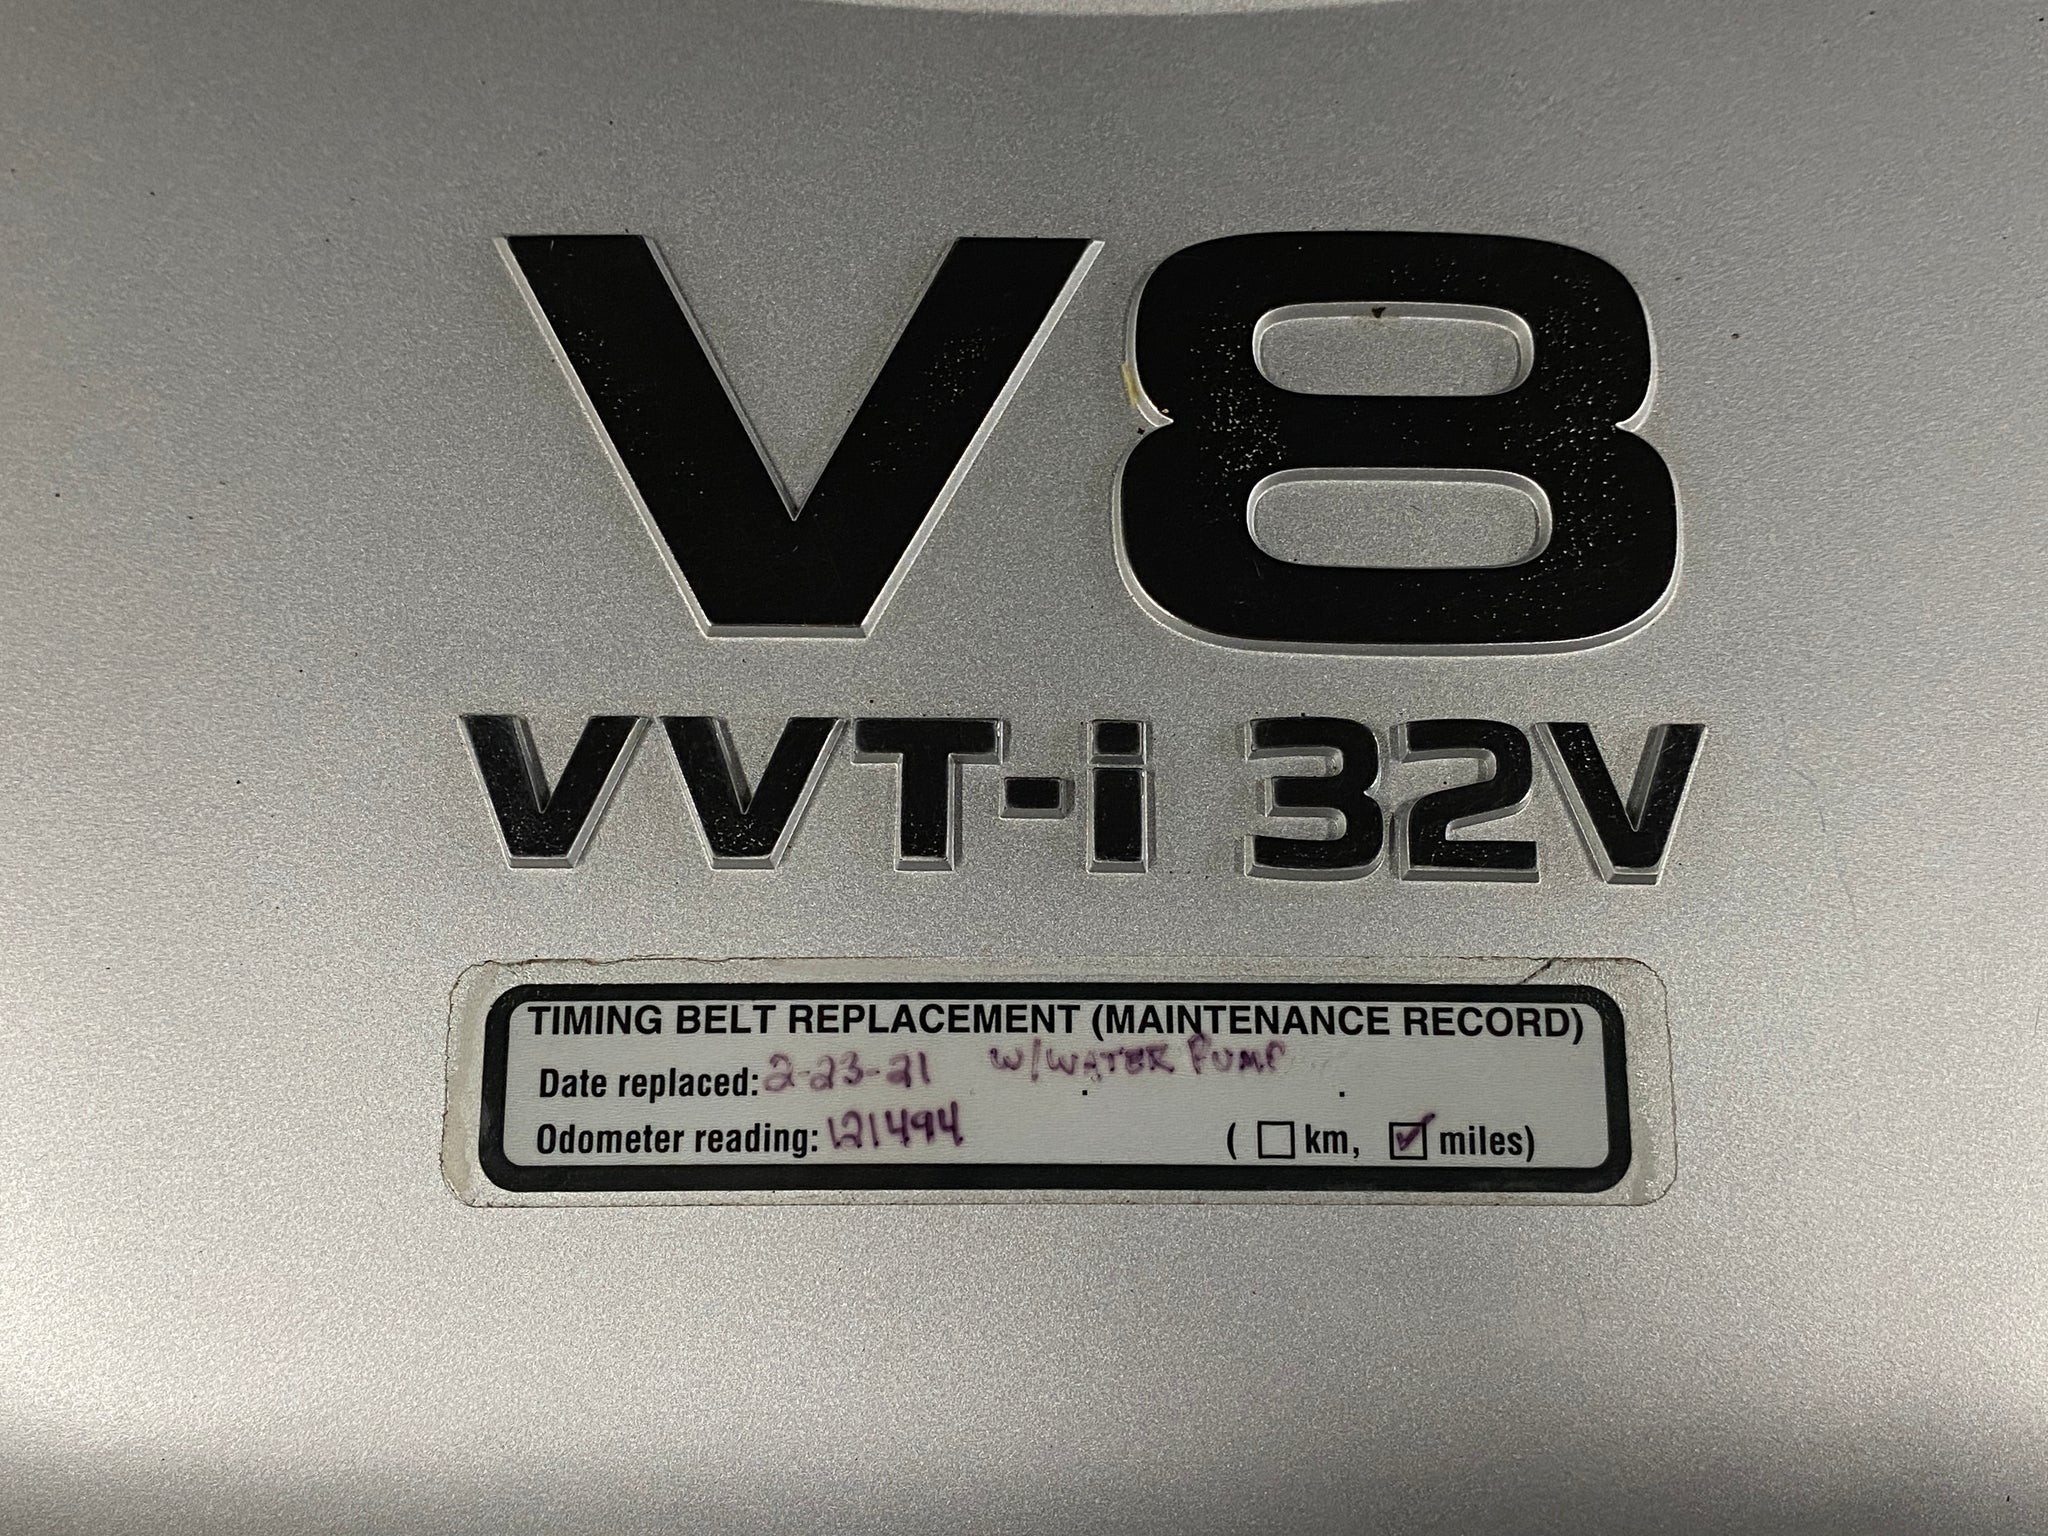 V8
VVT-i 32V
TIMING BELT REPLACEMENT (MAINTENANCE RECORD)
Date replaced: 2-23-21 W/WATER PUMP
Odometer reading: 121494 ( ☐ km, ☑ miles)